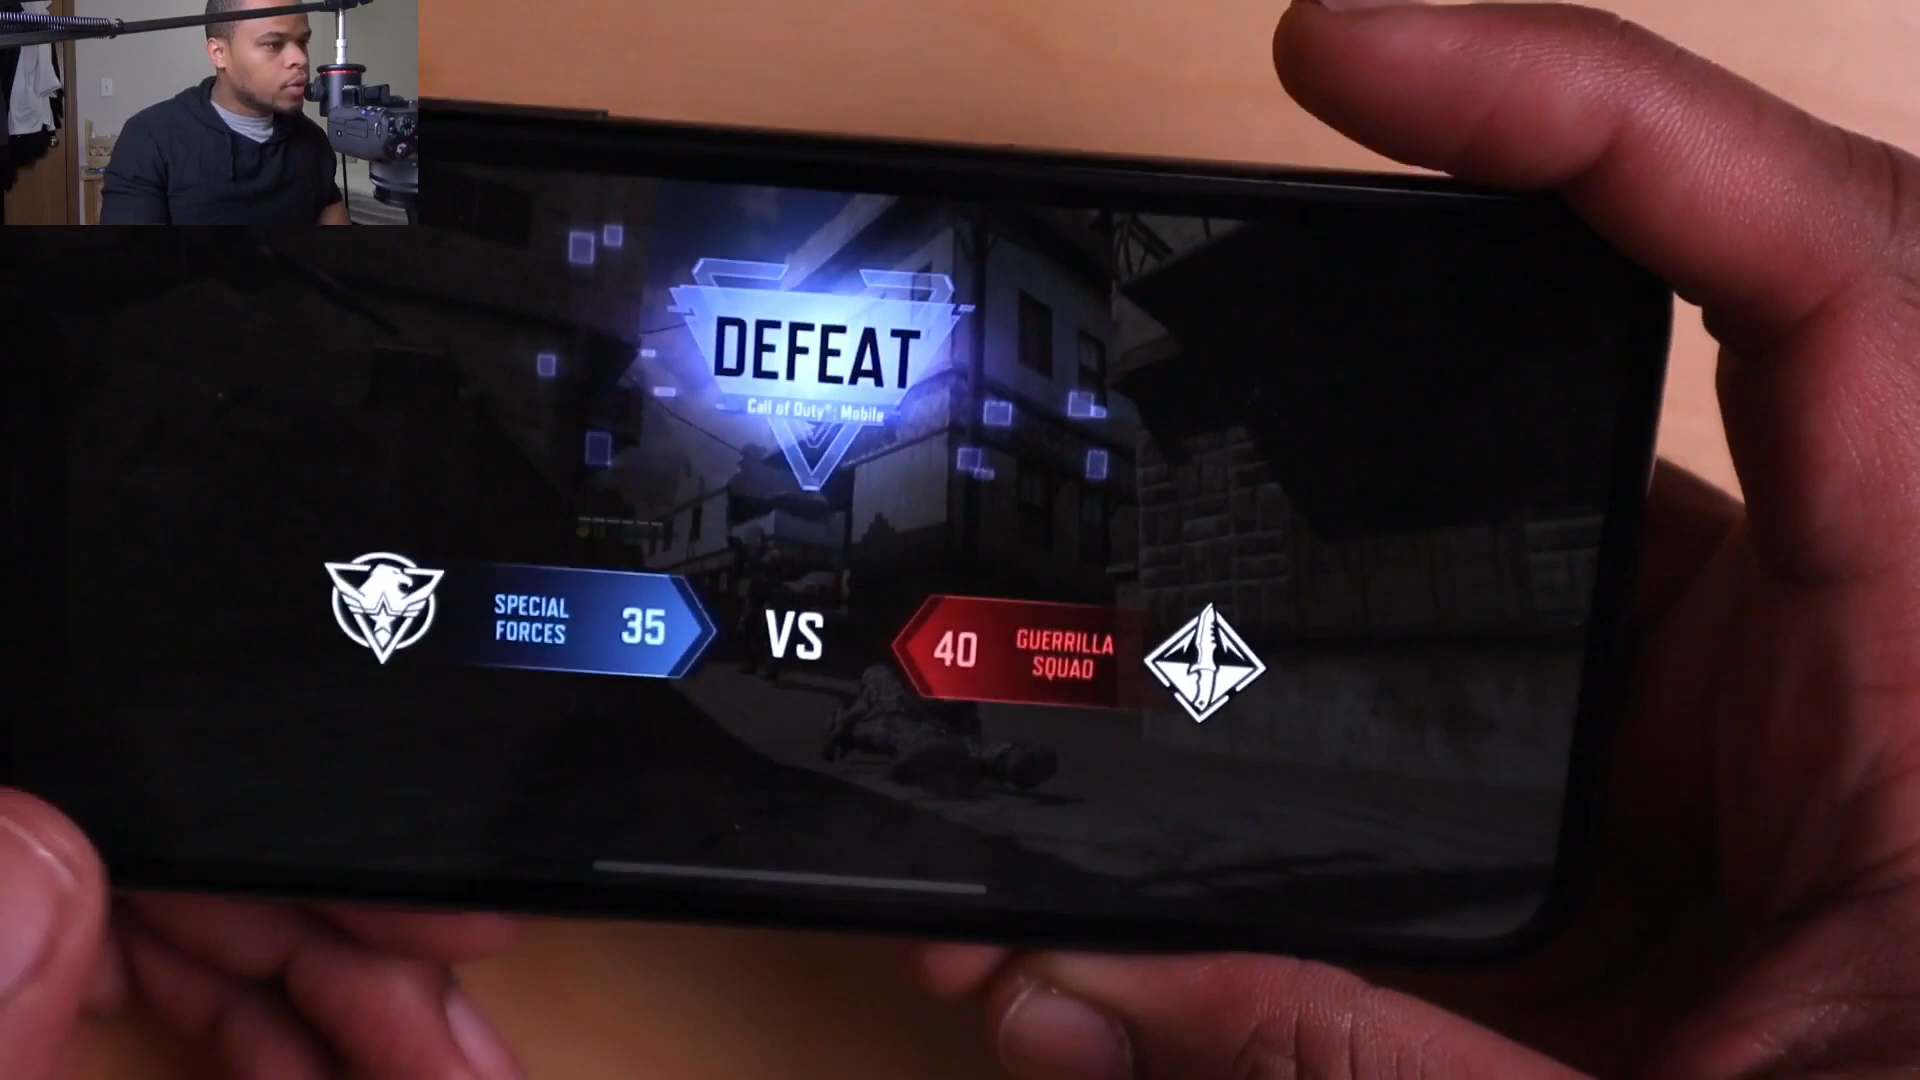 DEFEAT
Call of Duty® | Mobile
SPECIAL
FORCES
35
VS
40
GUERRILLA
SQUAD